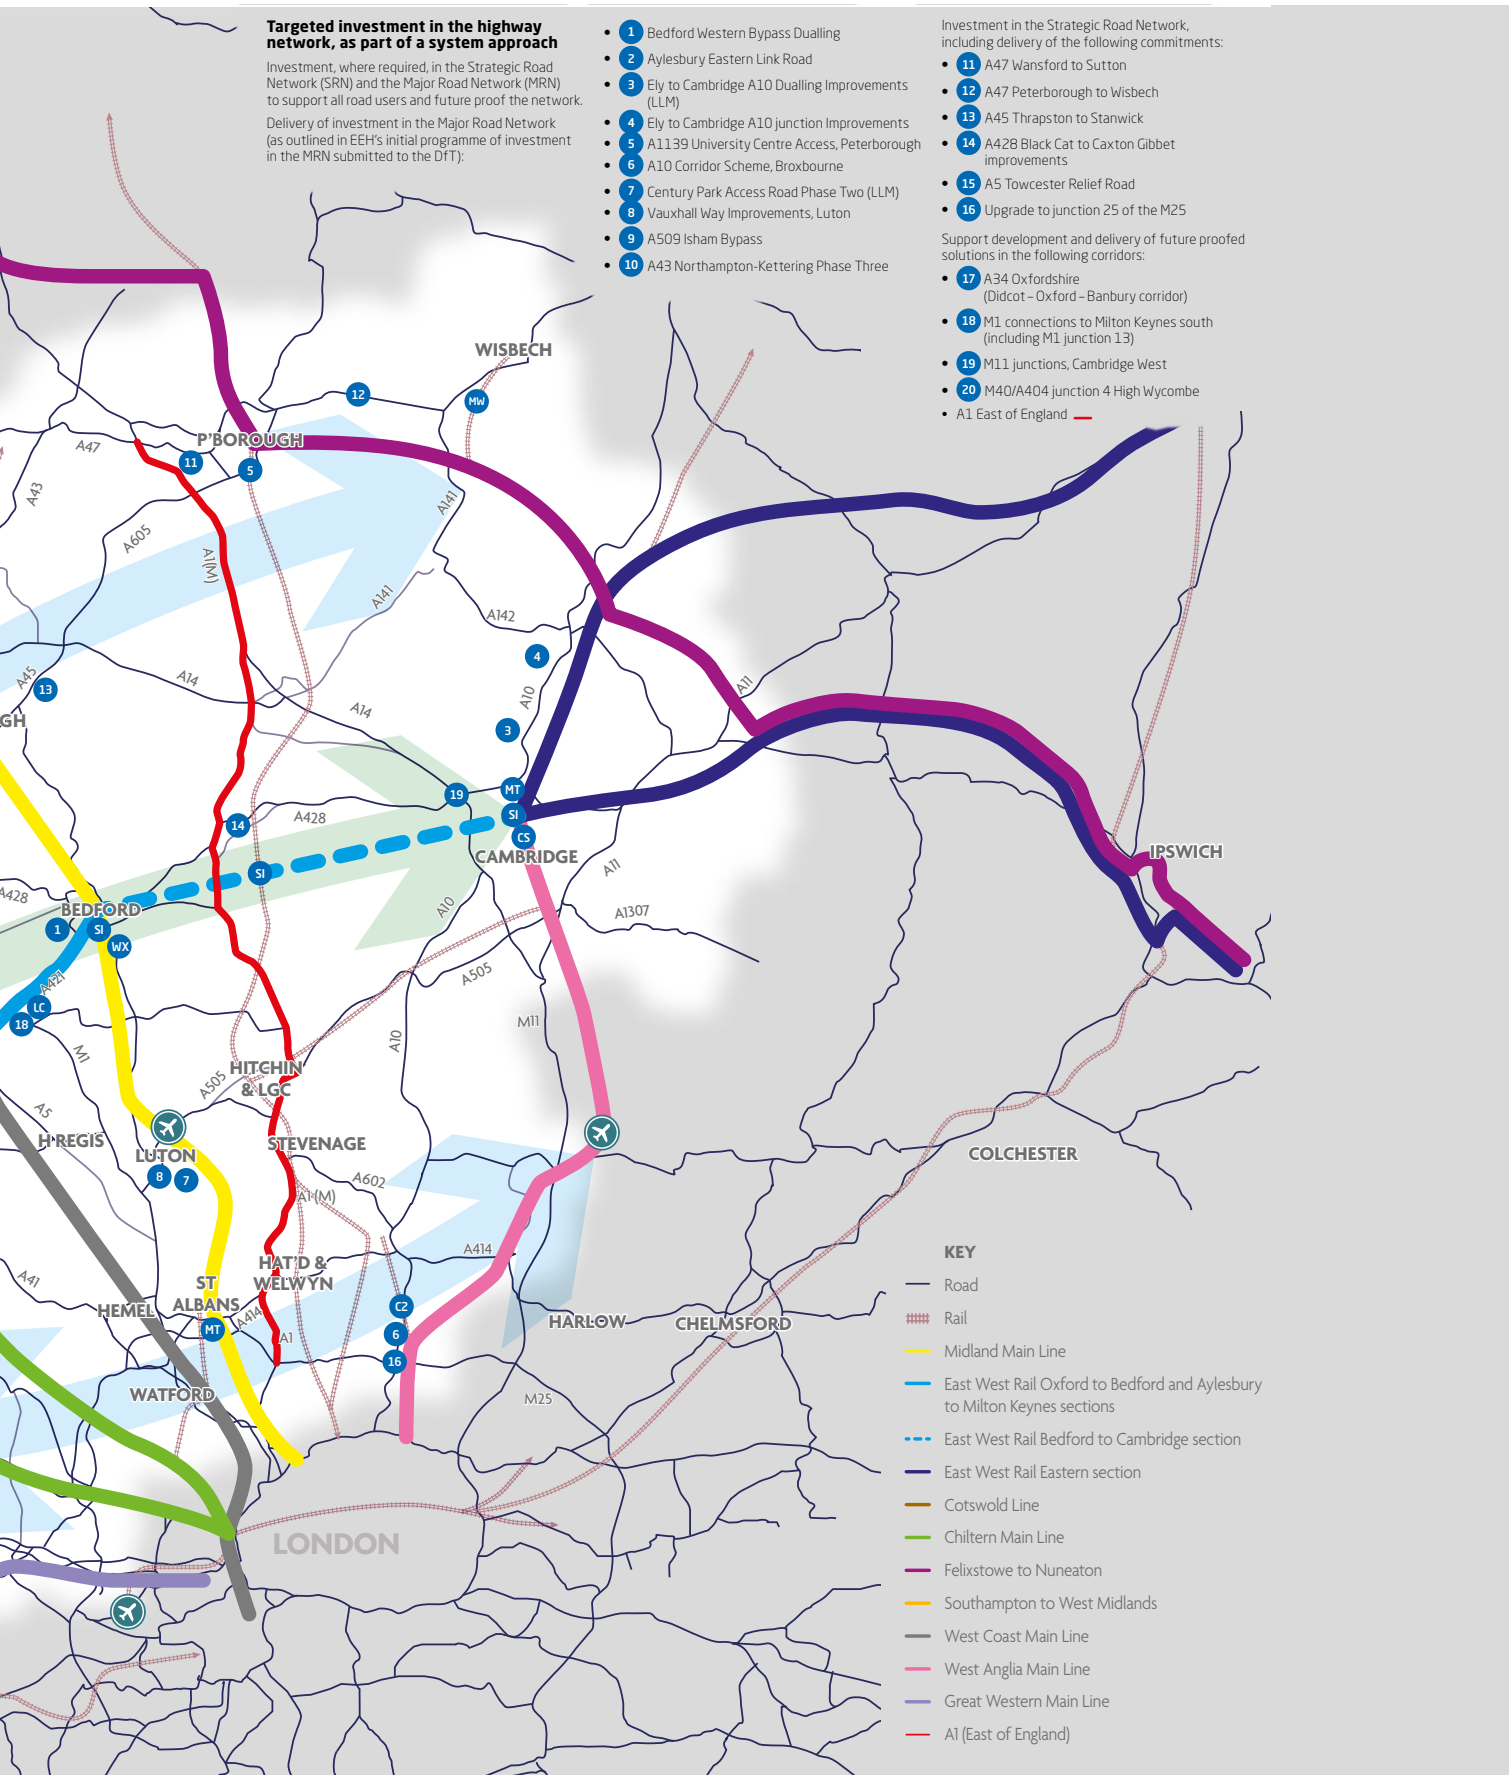 Targeted investment in the highway
network, as part of a system approach
Investment, where required, in the Strategic Road
Network (SRN) and the Major Road Network (MRN)
to support all road users and future proof the network.
Delivery of investment in the Major Road Network
(as outlined in EEH's initial programme of investment
in the MRN submitted to the DfT):
• 1 Bedford Western Bypass Dualling
• 2 Aylesbury Eastern Link Road
• 3 Ely to Cambridge A10 Dualling Improvements
(LLM)
• 4 Ely to Cambridge A10 junction Improvements
• 5 A1139 University Centre Access, Peterborough
• 6 A10 Corridor Scheme, Broxbourne
• 7 Century Park Access Road Phase Two (LLM)
• 8 Vauxhall Way Improvements, Luton
• 9 A509 Isham Bypass
• 10 A43 Northampton-Kettering Phase Three
Investment in the Strategic Road Network,
including delivery of the following commitments:
• 11 A47 Wansford to Sutton
• 12 A47 Peterborough to Wisbech
• 13 A45 Thrapston to Stanwick
• 14 A428 Black Cat to Caxton Gibbet
improvements
• 15 A5 Towcester Relief Road
• 16 Upgrade to junction 25 of the M25
Support development and delivery of future proofed
solutions in the following corridors:
• 17 A34 Oxfordshire
(Didcot – Oxford – Banbury corridor)
• 18 M1 connections to Milton Keynes south
(including M1 junction 13)
• 19 M11 junctions, Cambridge West
• 20 M40/A404 junction 4 High Wycombe
• A1 East of England
WISBECH
12
MW
P'BOROUGH
A47
11
5
A43
A141
A605
A1(M)
A141
A142
4
A45
13
A14
A10
A11
GH
A14
3
MT
19
SI
14
A428
CS
CAMBRIDGE
IPSWICH
SI
A11
A428
BEDFORD
A10
A1307
1
SI
WX
A421
A505
LC
18
M11
M1
A10
HITCHIN
& LGC
A505
A5
H REGIS
LUTON
STEVENAGE
COLCHESTER
8
7
A602
A1(M)
A414
A41
HAT'D &
WELWYN
ST
ALBANS
HEMEL
MT
A414
A1
C2
6
16
HARLOW
CHELMSFORD
WATFORD
M25
LONDON
KEY
Road
Rail
Midland Main Line
East West Rail Oxford to Bedford and Aylesbury
to Milton Keynes sections
East West Rail Bedford to Cambridge section
East West Rail Eastern section
Cotswold Line
Chiltern Main Line
Felixstowe to Nuneaton
Southampton to West Midlands
West Coast Main Line
West Anglia Main Line
Great Western Main Line
A1 (East of England)